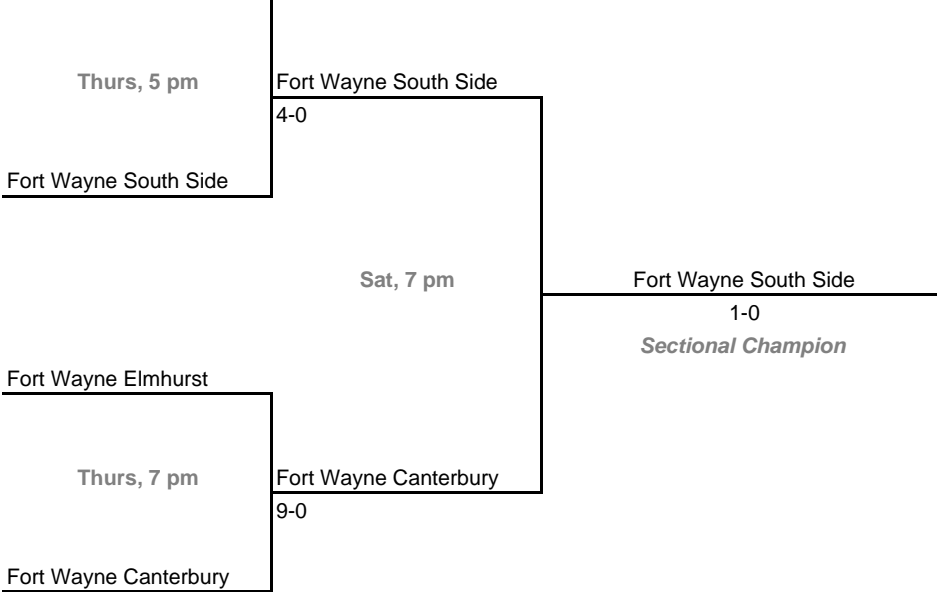 Thurs, 5 pm
Fort Wayne South Side
4-0
Fort Wayne South Side
Sat, 7 pm
Fort Wayne South Side
1-0
Sectional Champion
Fort Wayne Elmhurst
Thurs, 7 pm
Fort Wayne Canterbury
9-0
Fort Wayne Canterbury